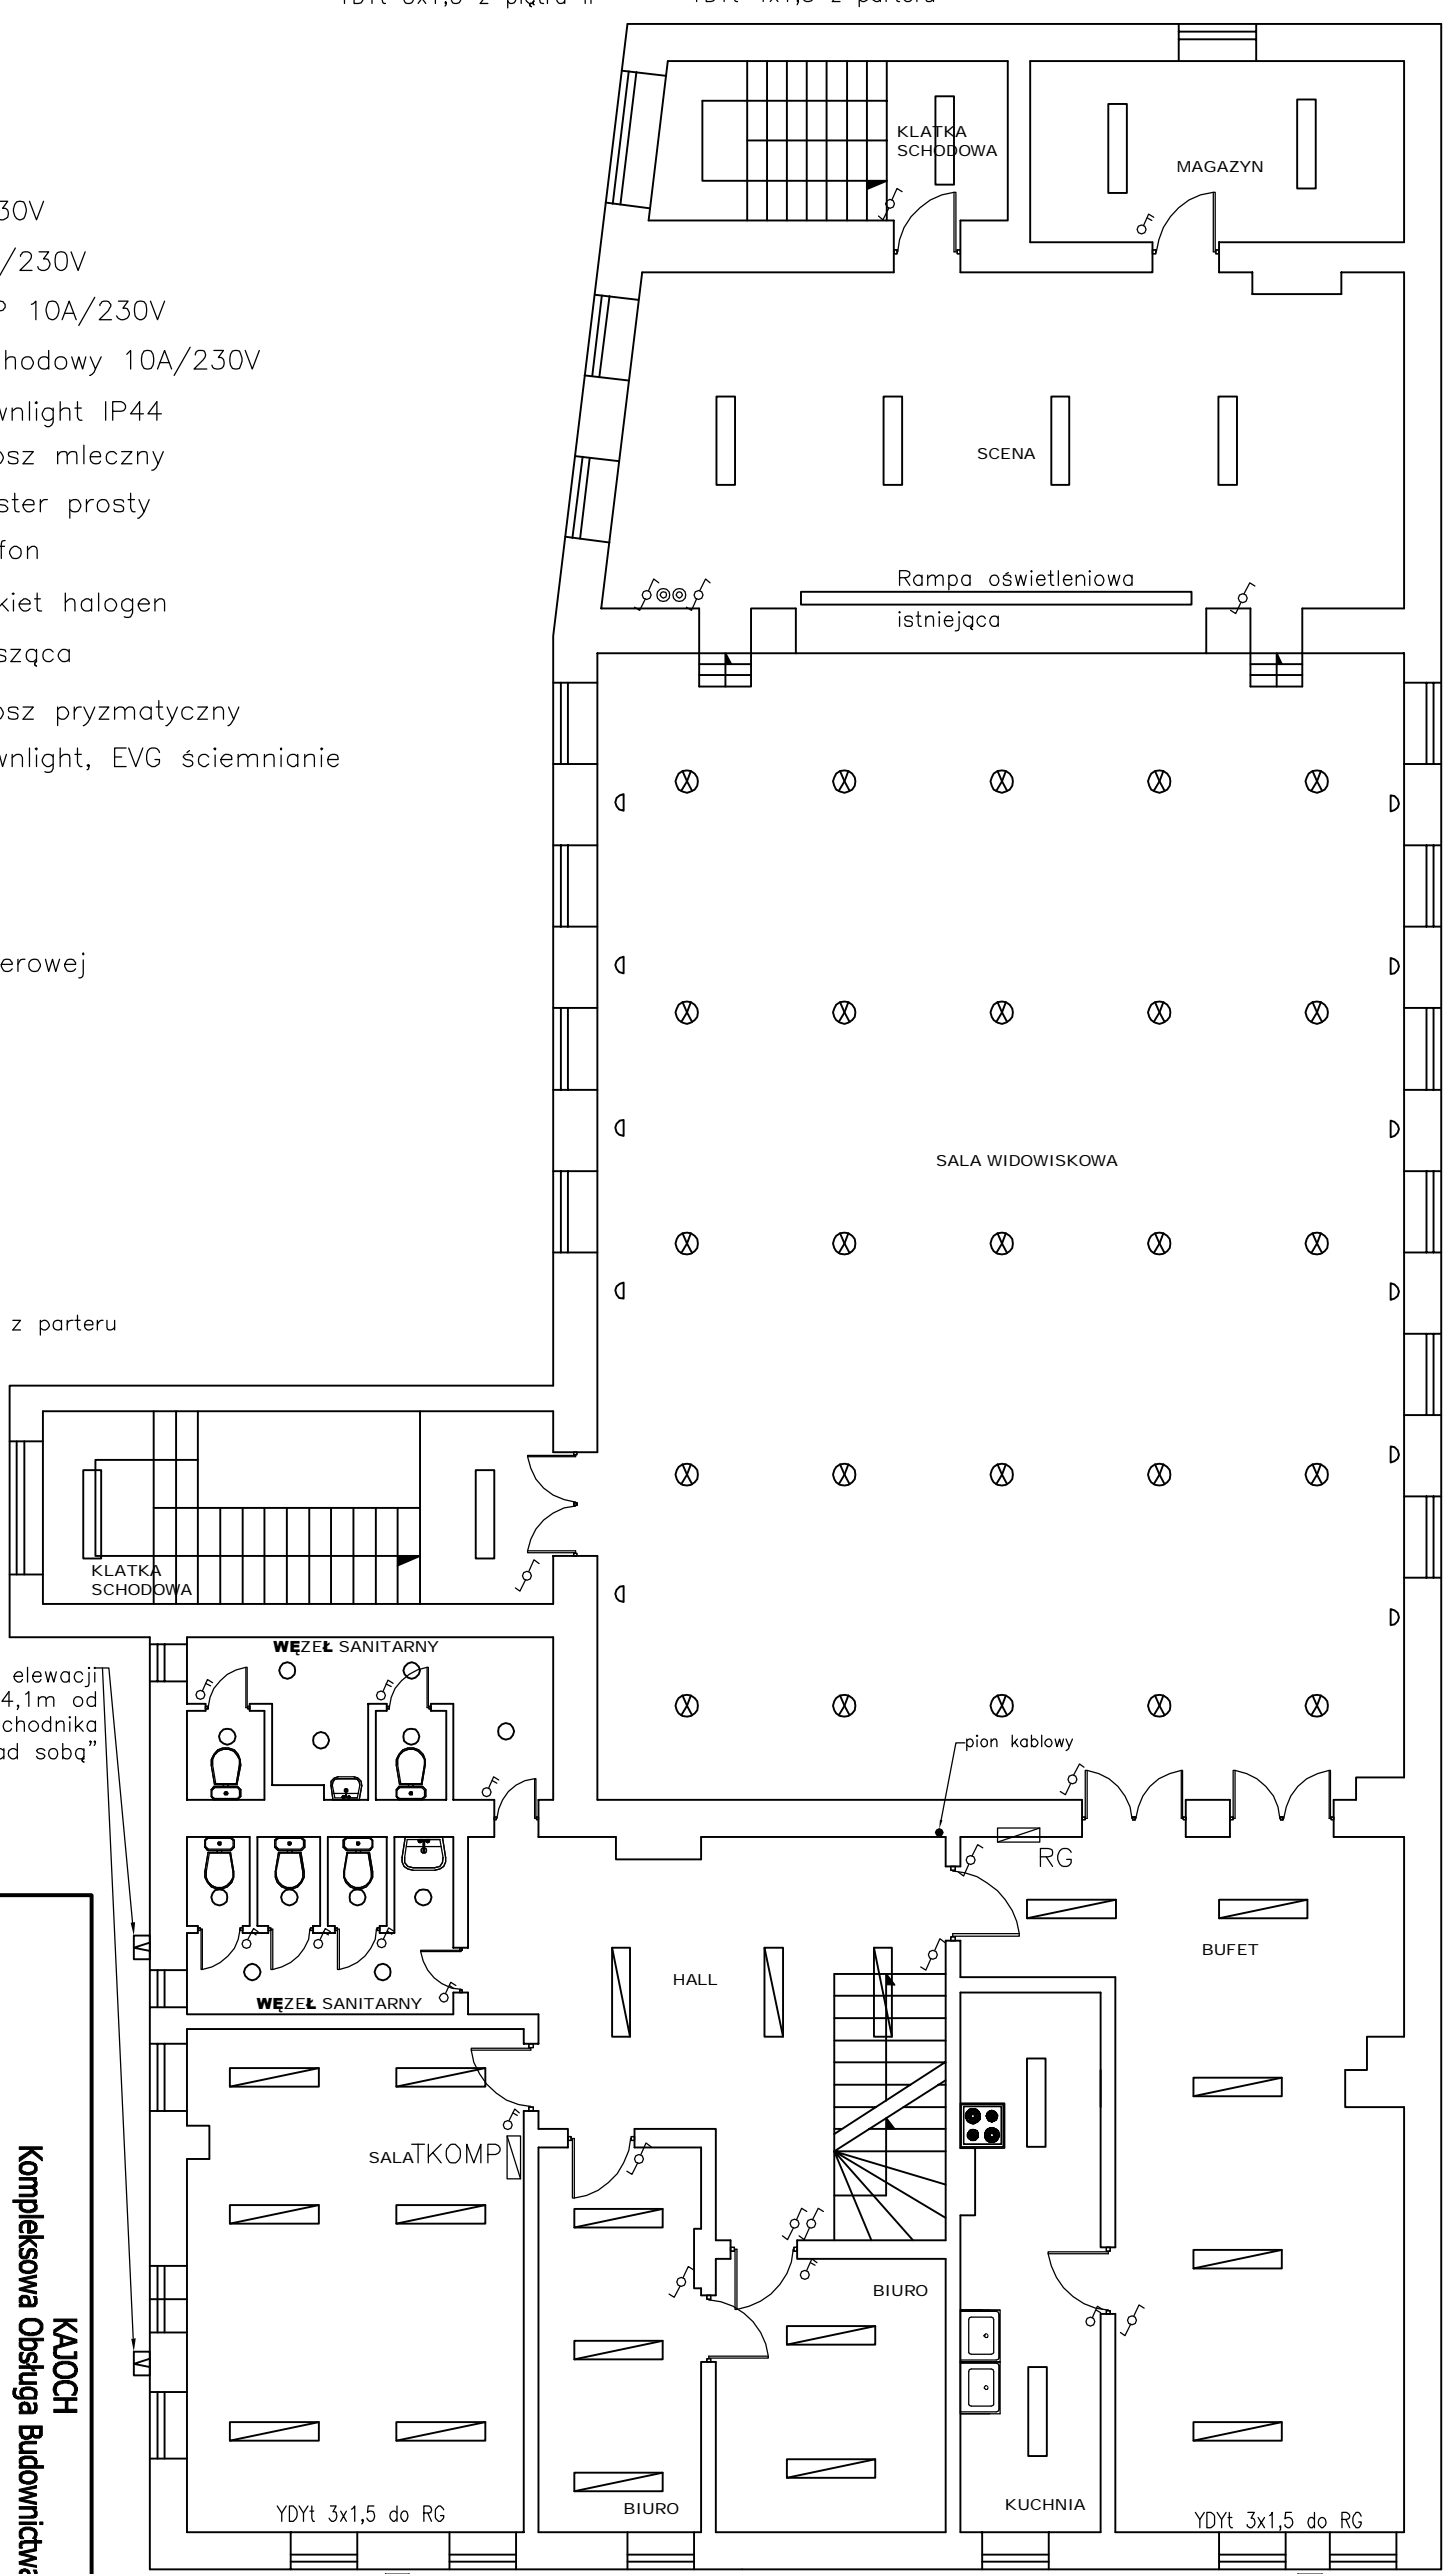 30V
/230V
P 10A/230V
hodowy 10A/230V
wnlight IP44
osz mleczny
ster prosty
fon
kiet halogen
sząca
osz pryzmatyczny
wnlight, EVG ściemnianie
erowej
z parteru
KLATKA
SCHODOWA
MAGAZYN
SCENA
Rampa oświetleniowa
istniejąca
SALA WIDOWISKOWA
KLATKA
SCHODOWA
WĘZEŁ SANITARNY
elewacji
4,1m od
chodnika
ad sobą"
pion kablowy
RG
BUFET
HALL
WĘZEŁ SANITARNY
SALA
TKOMP
BIURO
BIURO
KUCHNIA
YDYt 3x1,5 do RG
YDYt 3x1,5 do RG
KAJOCH
Kompleksowa Obsługa Budownictwa